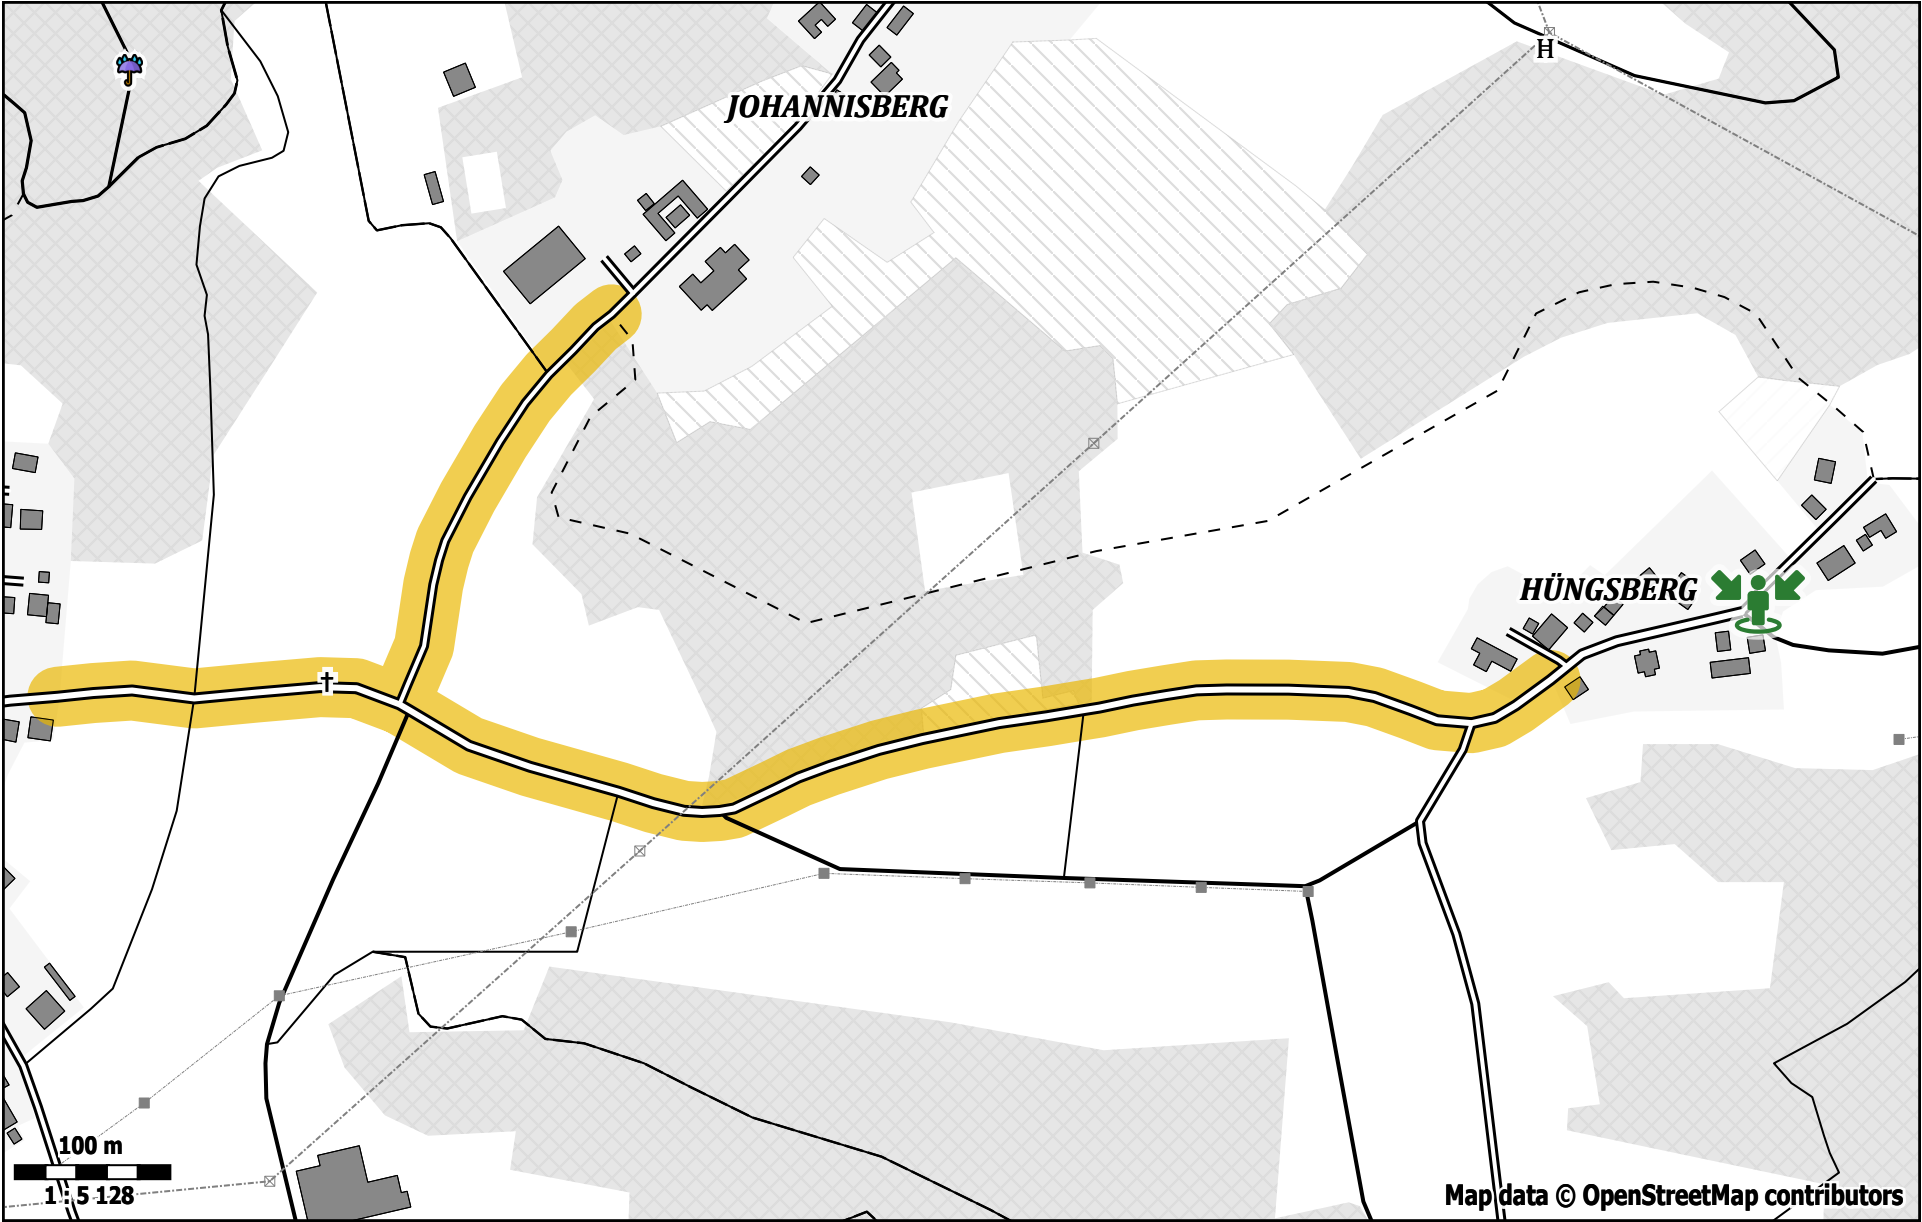 H
JOHANNISBERG
HÜNGSBERG
100 m
1 : 5 128
Map data © OpenStreetMap contributors